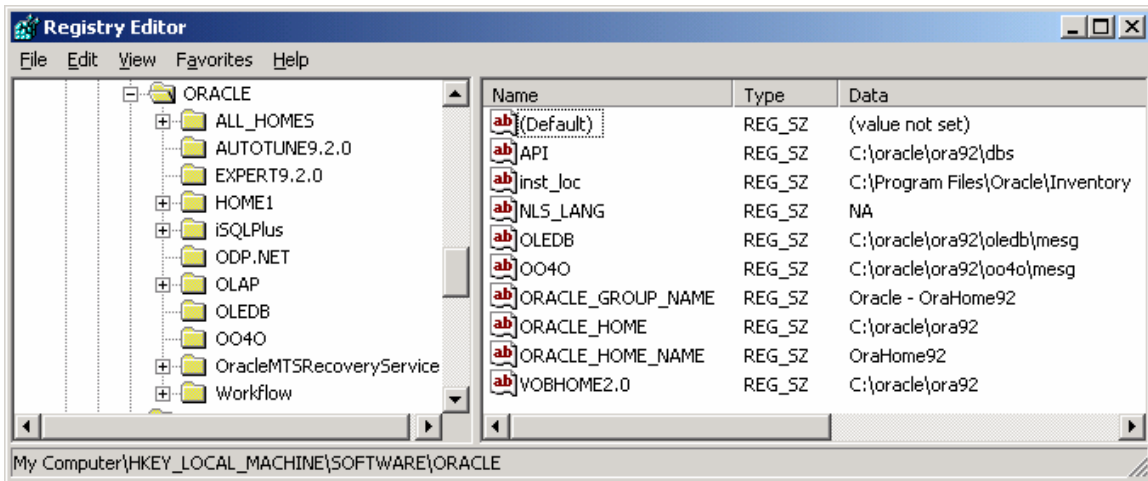 Registry Editor
File Edit View Favorites Help
ORACLE
ALL_HOMES
AUTOTUNE9.2.0
EXPERT9.2.0
HOME1
iSQLPlus
ODP.NET
OLAP
OLEDB
OO4O
OracleMTSRecoveryService
Workflow
Name Type Data
(Default) REG_SZ (value not set)
API REG_SZ C:\oracle\ora92\dbs
inst_loc REG_SZ C:\Program Files\Oracle\Inventory
NLS_LANG REG_SZ NA
OLEDB REG_SZ C:\oracle\ora92\oledb\mesg
OO4O REG_SZ C:\oracle\ora92\oo4o\mesg
ORACLE_GROUP_NAME REG_SZ Oracle - OraHome92
ORACLE_HOME REG_SZ C:\oracle\ora92
ORACLE_HOME_NAME REG_SZ OraHome92
VOBHOME2.0 REG_SZ C:\oracle\ora92
My Computer\HKEY_LOCAL_MACHINE\SOFTWARE\ORACLE